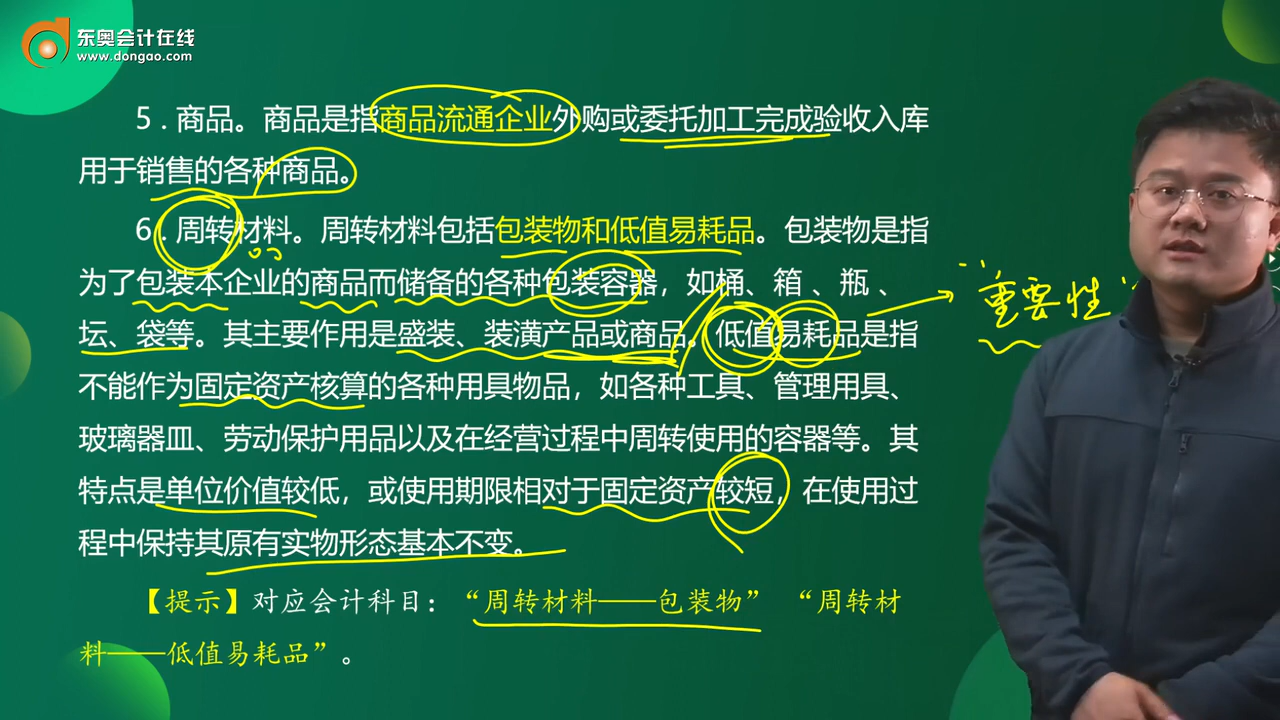 东奥会计在线
www.dongao.com
5．商品。商品是指商品流通企业外购或委托加工完成验收入库
用于销售的各种商品。
6．周转材料。周转材料包括包装物和低值易耗品。包装物是指
为了包装本企业的商品而储备的各种包装容器，如桶、箱 、瓶 、
坛、袋等。其主要作用是盛装、装潢产品或商品。低值易耗品是指
不能作为固定资产核算的各种用具物品，如各种工具、管理用具、
玻璃器皿、劳动保护用品以及在经营过程中周转使用的容器等。其
特点是单位价值较低，或使用期限相对于固定资产较短，在使用过
程中保持其原有实物形态基本不变。
【提示】对应会计科目：“周转材料——包装物” “周转材
料——低值易耗品”。
“重要性”